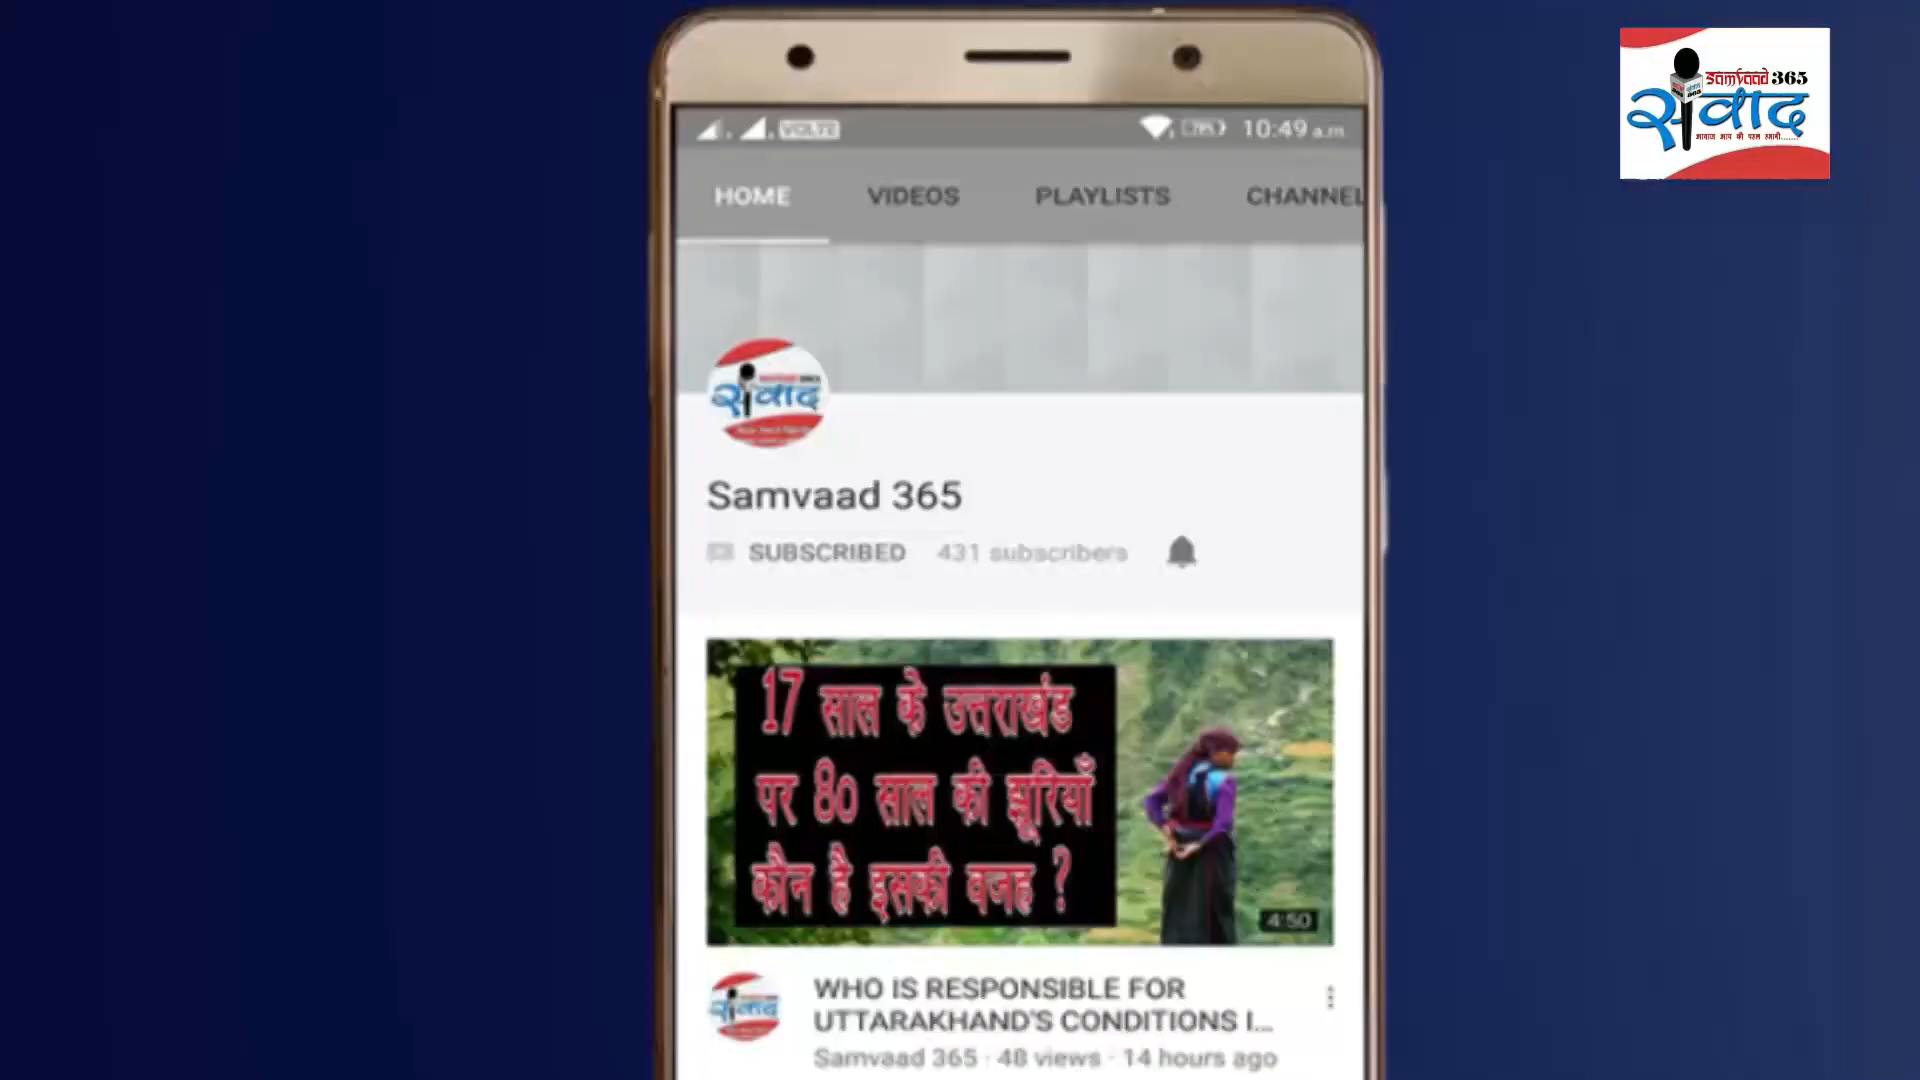 VOLTE
10:49 a.m.
HOME VIDEOS PLAYLISTS CHANNEL
samvaad 365
संवाद
संवाद
Samvaad 365
SUBSCRIBED 431 subscribers
17 साल के उत्तराखंड
पर 80 साल की झूरियाँ
कौन है इसकी वजह ?
4:50
संवाद
WHO IS RESPONSIBLE FOR
UTTARAKHAND'S CONDITIONS I...
Samvaad 365 · 48 views · 14 hours ago